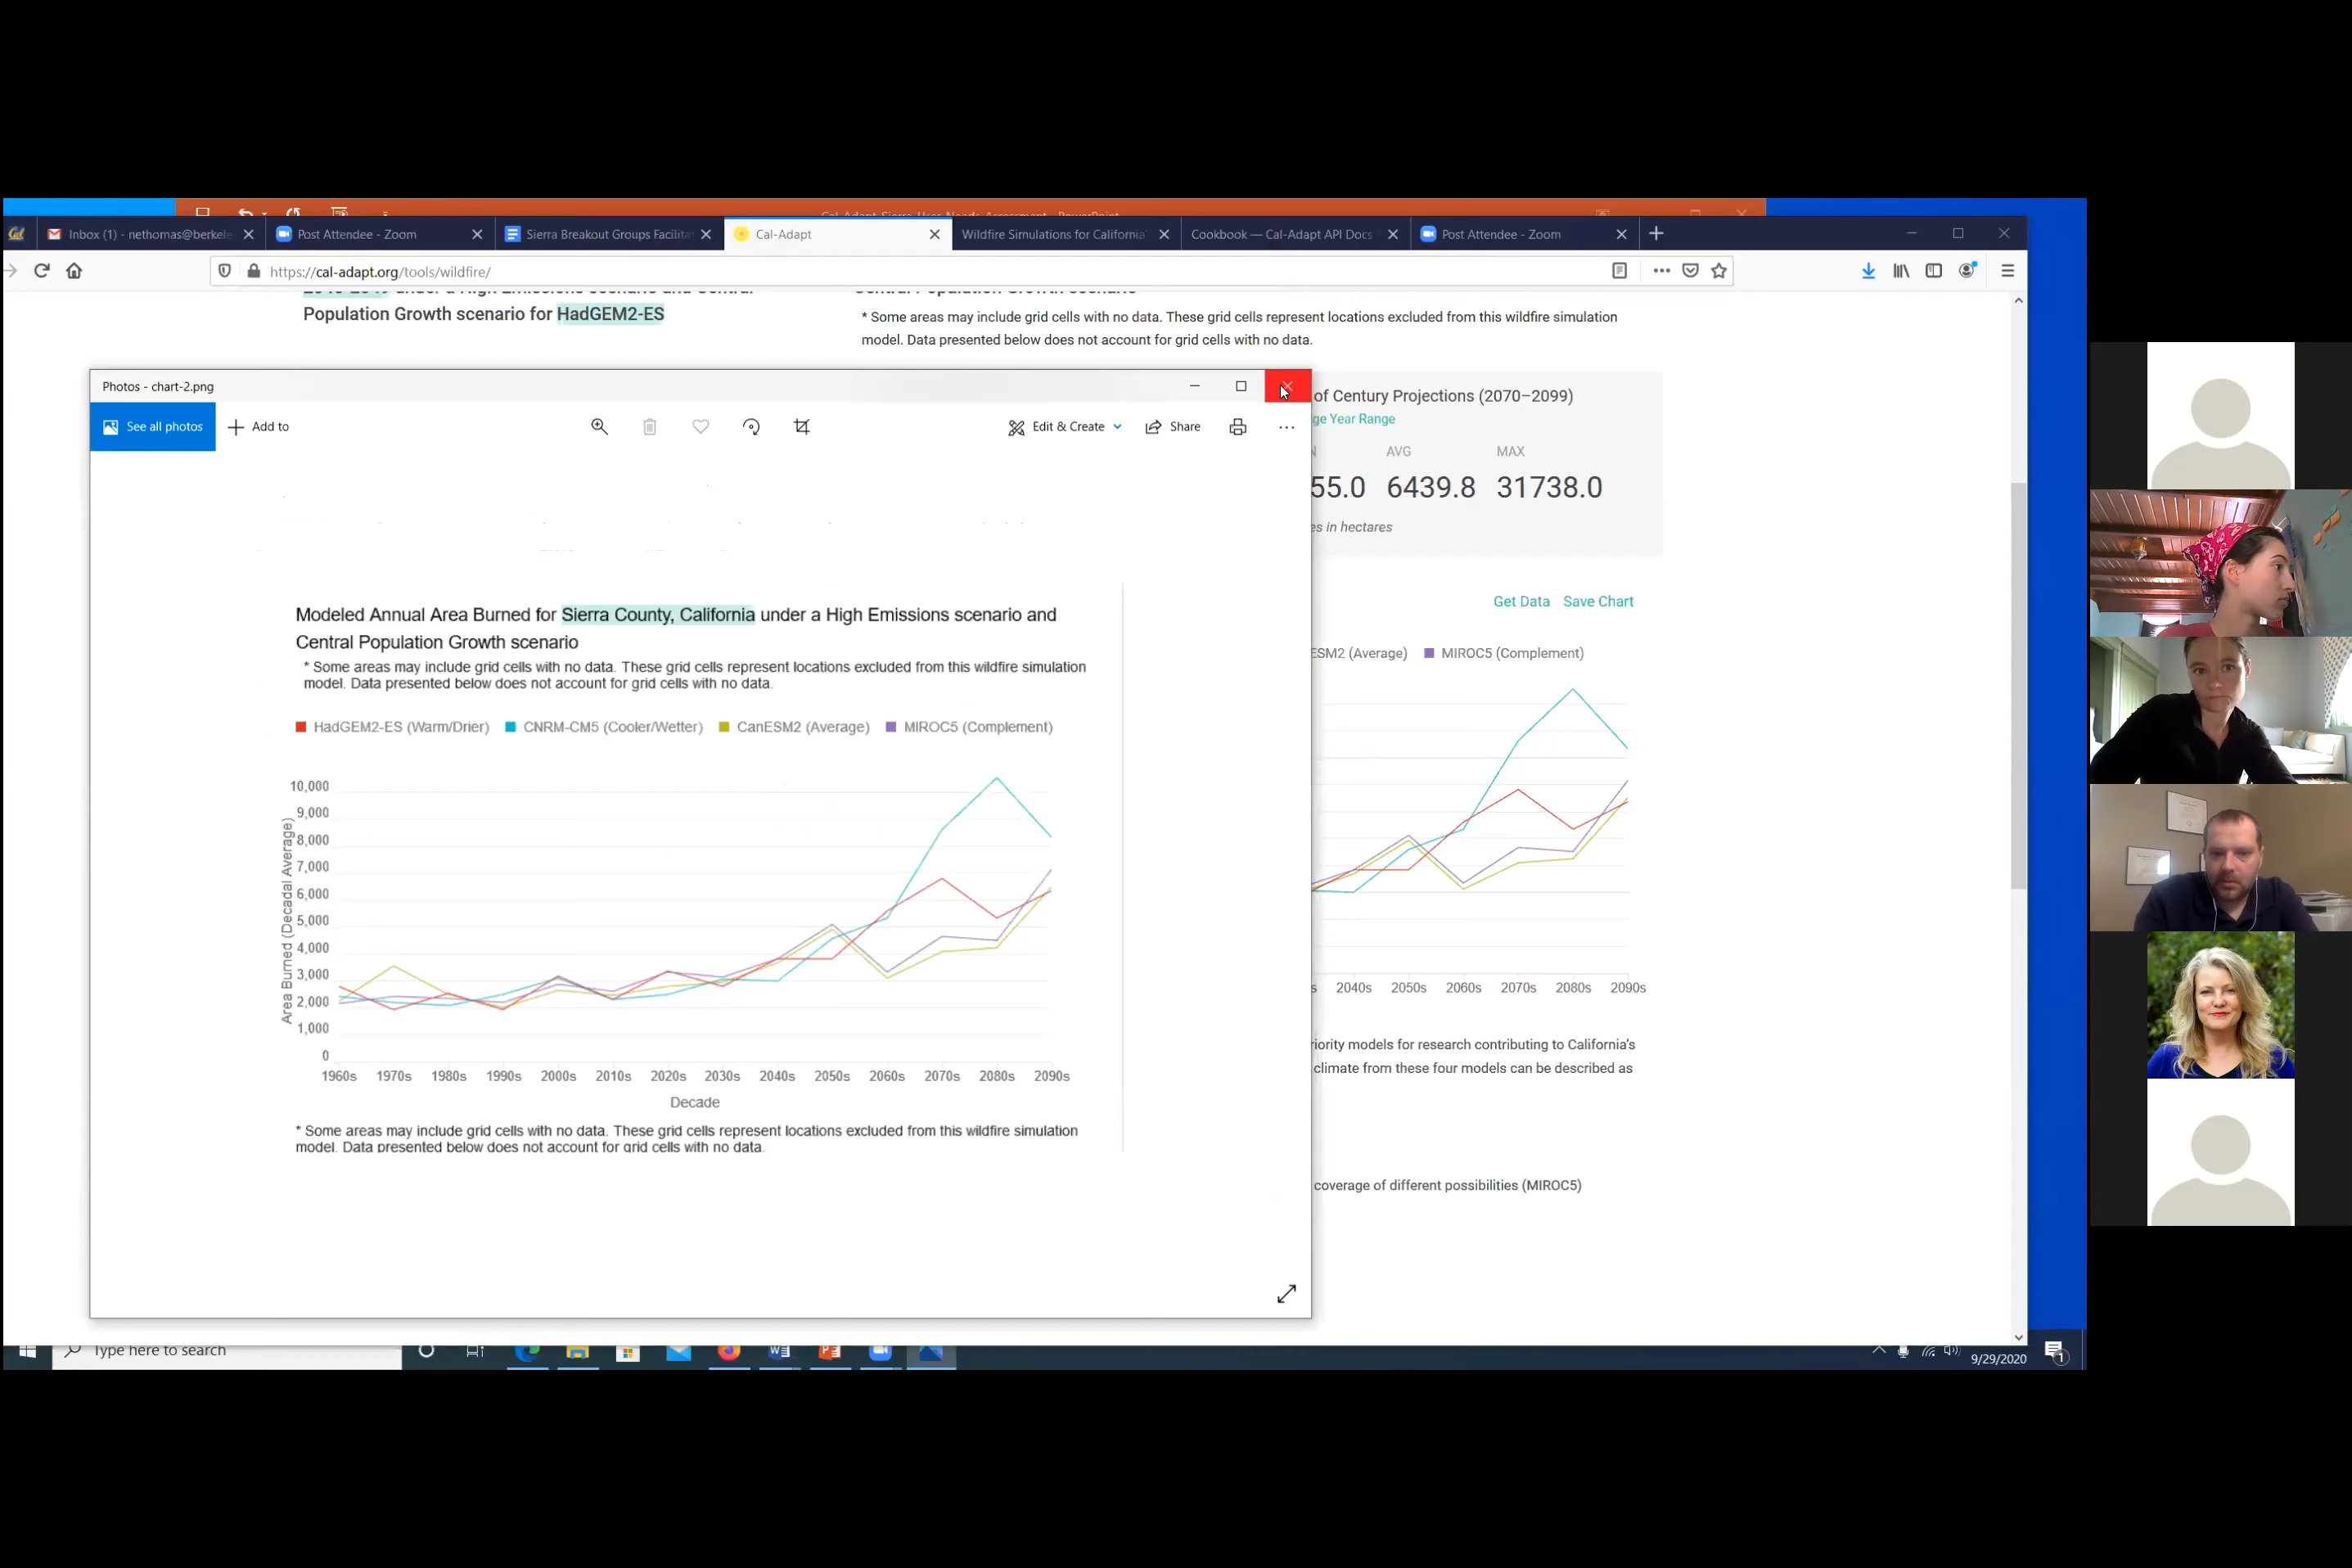 Cal-Adapt Sierra User Needs Assessment - PowerPoint
Cal
Inbox (1) - nethomas@berkele
Post Attendee - Zoom
Sierra Breakout Groups Facilita
Cal-Adapt
Wildfire Simulations for California'
Cookbook — Cal-Adapt API Docs
Post Attendee - Zoom
https://cal-adapt.org/tools/wildfire/
Population Growth scenario for HadGEM2-ES
Central Population Growth scenario
* Some areas may include grid cells with no data. These grid cells represent locations excluded from this wildfire simulation
model. Data presented below does not account for grid cells with no data.
Photos - chart-2.png
See all photos
Add to
Edit & Create
Share
Modeled Annual Area Burned for Sierra County, California under a High Emissions scenario and
Central Population Growth scenario
* Some areas may include grid cells with no data. These grid cells represent locations excluded from this wildfire simulation
model. Data presented below does not account for grid cells with no data.
HadGEM2-ES (Warm/Drier) CNRM-CM5 (Cooler/Wetter) CanESM2 (Average) MIROC5 (Complement)
Area Burned (Decadal Average)
10,000
9,000
8,000
7,000
6,000
5,000
4,000
3,000
2,000
1,000
0
1960s 1970s 1980s 1990s 2000s 2010s 2020s 2030s 2040s 2050s 2060s 2070s 2080s 2090s
Decade
* Some areas may include grid cells with no data. These grid cells represent locations excluded from this wildfire simulation
model. Data presented below does not account for grid cells with no data.
of Century Projections (2070–2099)
ge Year Range
AVG MAX
55.0 6439.8 31738.0
es in hectares
Get Data Save Chart
ESM2 (Average) MIROC5 (Complement)
s 2040s 2050s 2060s 2070s 2080s 2090s
iority models for research contributing to California's
climate from these four models can be described as
coverage of different possibilities (MIROC5)
Type here to search
9/29/2020
1